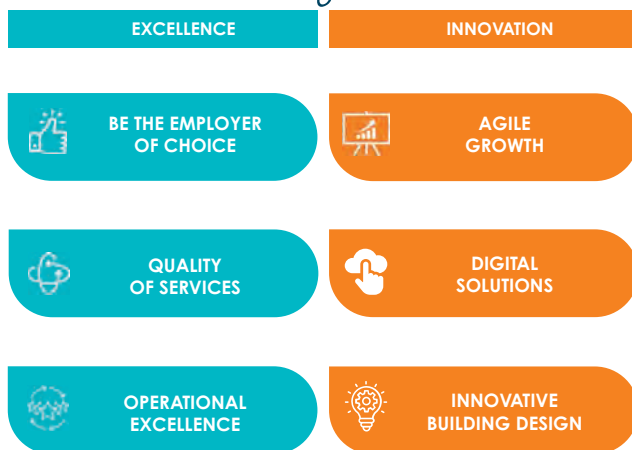 EXCELLENCE
INNOVATION
BE THE EMPLOYER
OF CHOICE
AGILE
GROWTH
QUALITY
OF SERVICES
DIGITAL
SOLUTIONS
OPERATIONAL
EXCELLENCE
INNOVATIVE
BUILDING DESIGN